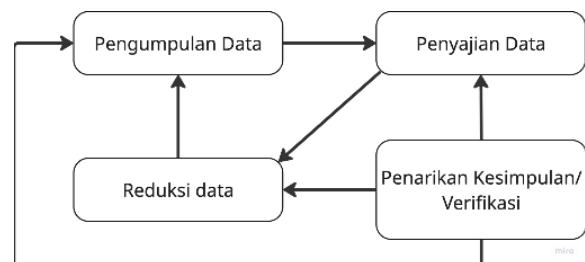 Pengumpulan Data
Penyajian Data
Reduksi data
Penarikan Kesimpulan/
Verifikasi
miro